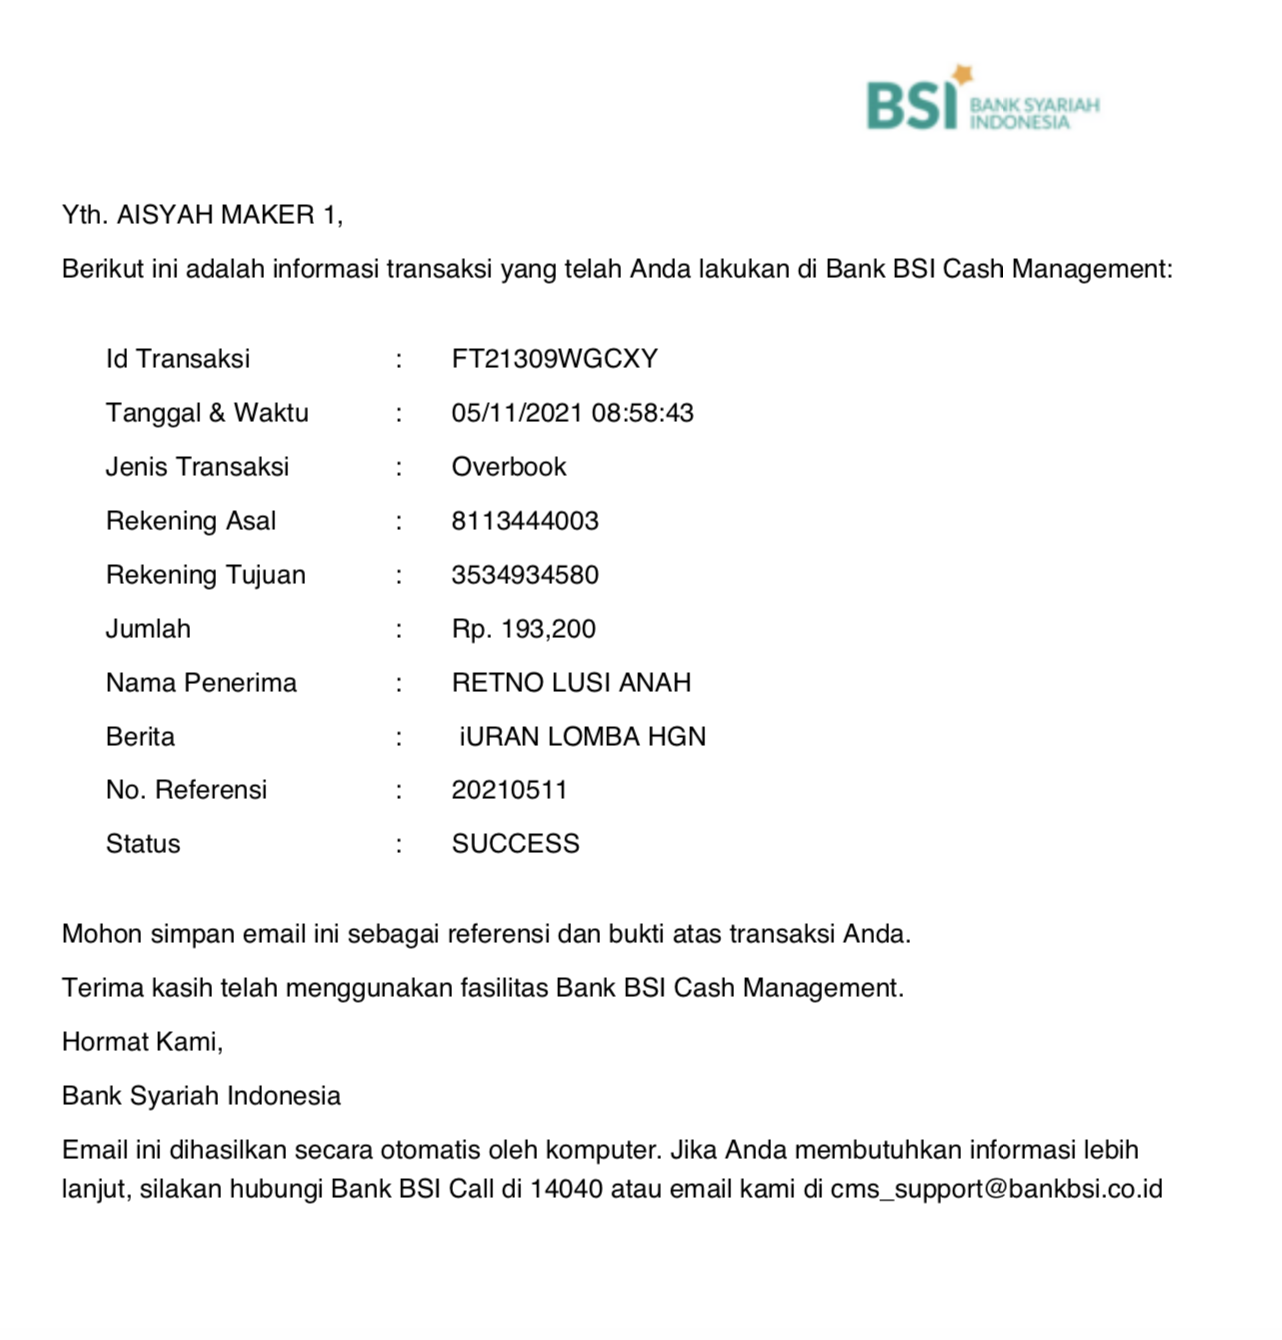 BSI BANK SYARIAH
INDONESIA
Yth. AISYAH MAKER 1,
Berikut ini adalah informasi transaksi yang telah Anda lakukan di Bank BSI Cash Management:
Id Transaksi : FT21309WGCXY
Tanggal & Waktu : 05/11/2021 08:58:43
Jenis Transaksi : Overbook
Rekening Asal : 8113444003
Rekening Tujuan : 3534934580
Jumlah : Rp. 193,200
Nama Penerima : RETNO LUSI ANAH
Berita : iURAN LOMBA HGN
No. Referensi : 20210511
Status : SUCCESS
Mohon simpan email ini sebagai referensi dan bukti atas transaksi Anda.
Terima kasih telah menggunakan fasilitas Bank BSI Cash Management.
Hormat Kami,
Bank Syariah Indonesia
Email ini dihasilkan secara otomatis oleh komputer. Jika Anda membutuhkan informasi lebih
lanjut, silakan hubungi Bank BSI Call di 14040 atau email kami di cms_support@bankbsi.co.id